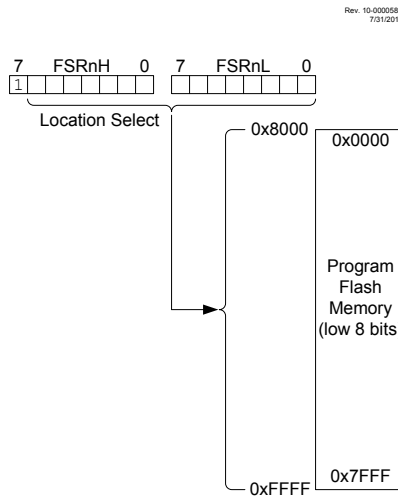 Rev. 10-000058
7/31/201
7 FSRnH 0 7 FSRnL 0
1
Location Select
0x8000
0x0000
Program
Flash
Memory
(low 8 bits
0x7FFF
0xFFFF